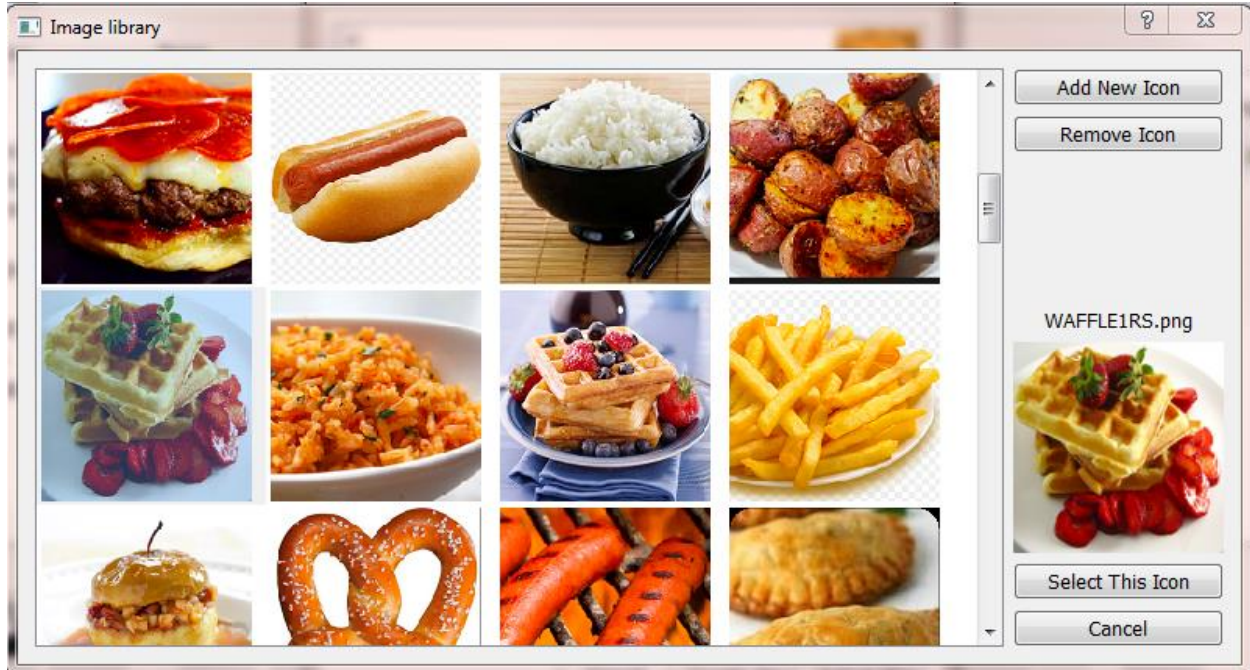 Image library
Add New Icon
Remove Icon
WAFFLE1RS.png
Select This Icon
Cancel